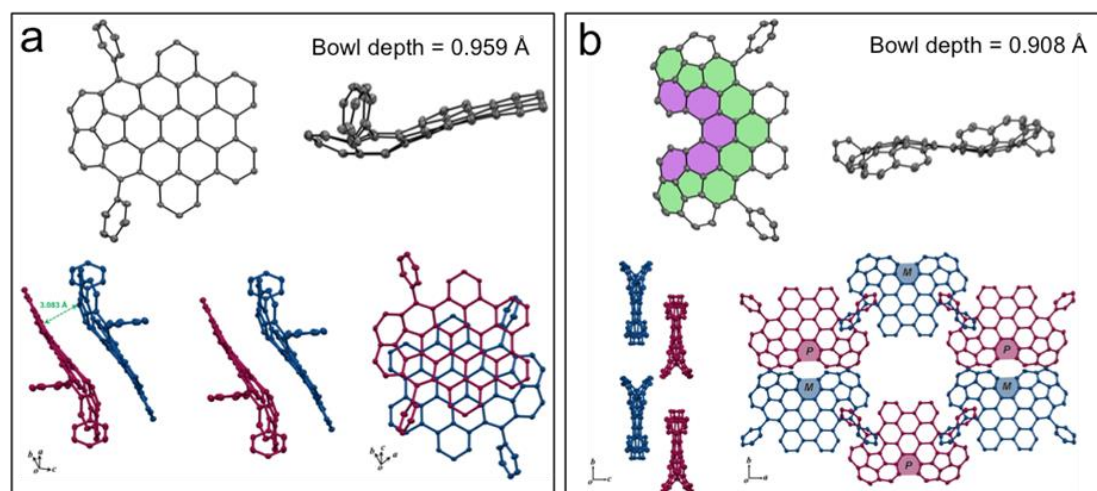 a
Bowl depth = 0.959 Å
3.083 Å
b
a
o
c
b
c
o
a
b
Bowl depth = 0.908 Å
M
P
P
M
M
P
b
o
c
b
o
a